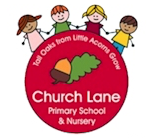 Tall Oaks from Little Acorns Grow
Church Lane
Primary School
& Nursery